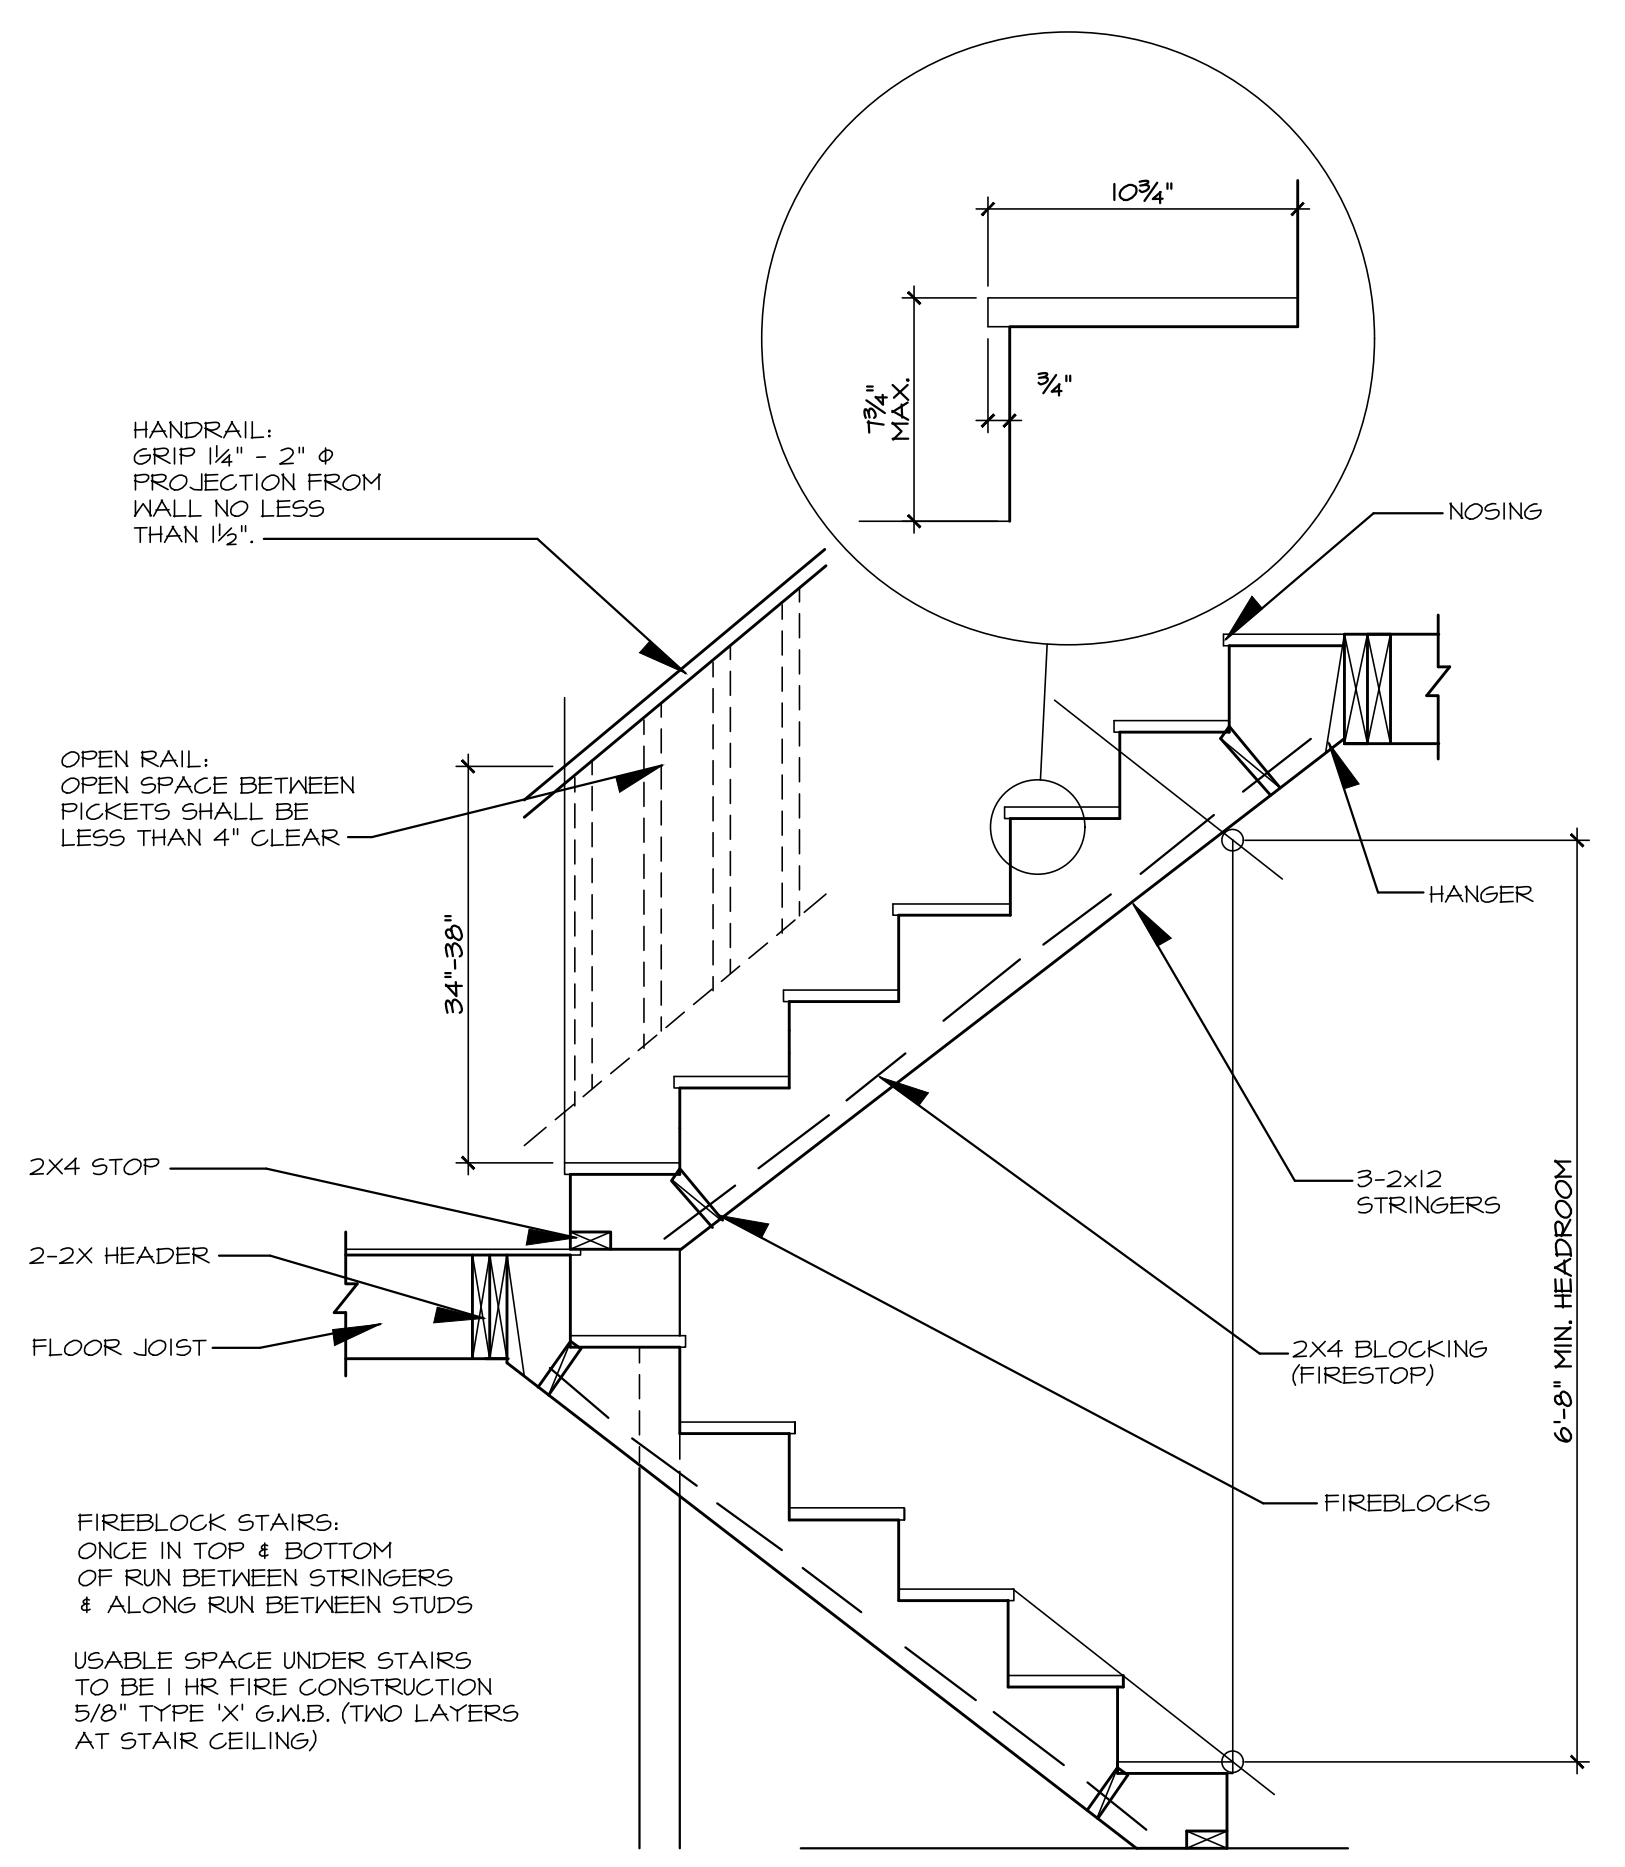 10¾"
7¾"
MAX.
¾"
HANDRAIL:
GRIP 1¼" - 2" Φ
PROJECTION FROM
WALL NO LESS
THAN 1½".
NOSING
OPEN RAIL:
OPEN SPACE BETWEEN
PICKETS SHALL BE
LESS THAN 4" CLEAR
HANGER
34"-38"
2X4 STOP
3-2x12
STRINGERS
2-2X HEADER
6'-8" MIN. HEADROOM
FLOOR JOIST
2X4 BLOCKING
(FIRESTOP)
FIREBLOCKS
FIREBLOCK STAIRS:
ONCE IN TOP & BOTTOM
OF RUN BETWEEN STRINGERS
& ALONG RUN BETWEEN STUDS
USABLE SPACE UNDER STAIRS
TO BE 1 HR FIRE CONSTRUCTION
5/8" TYPE 'X' G.W.B. (TWO LAYERS
AT STAIR CEILING)